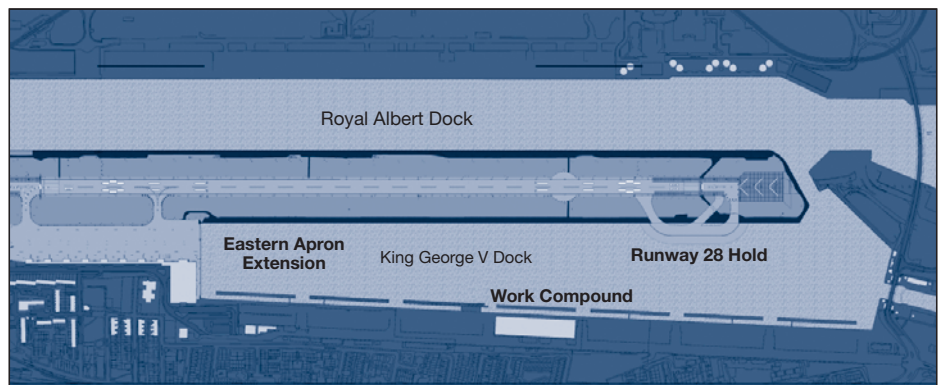 Royal Albert Dock
Eastern Apron
Extension
King George V Dock
Runway 28 Hold
Work Compound